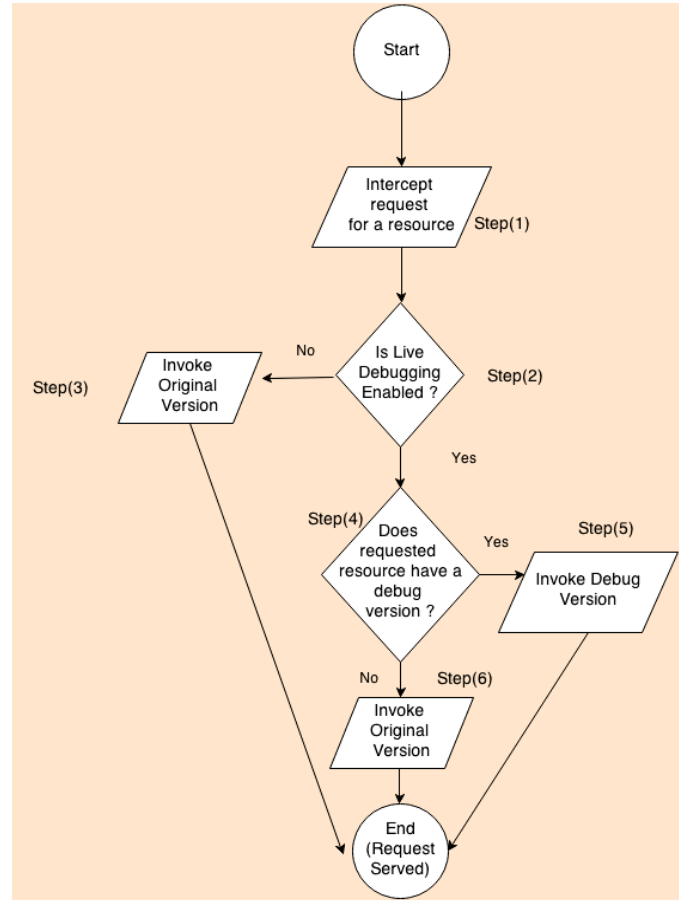 Start
Intercept
request
for a resource
Step(1)
Is Live
Debugging
Enabled ?
Step(2)
No
Invoke
Original
Version
Step(3)
Yes
Step(4)
Does
requested
resource have a
debug
version ?
Yes
Step(5)
Invoke Debug
Version
No
Step(6)
Invoke
Original
Version
End
(Request
Served)